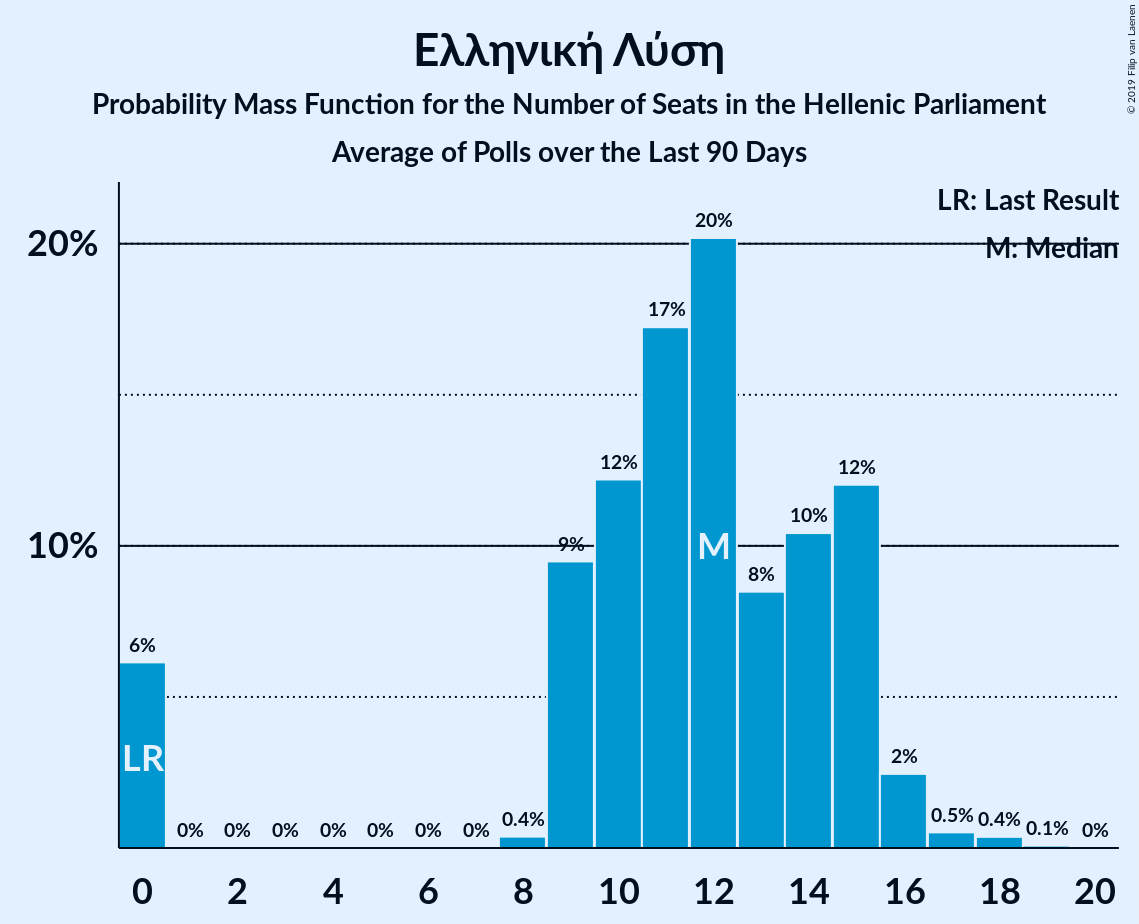 Ελληνική Λύση
Probability Mass Function for the Number of Seats in the Hellenic Parliament
Average of Polls over the Last 90 Days
© 2019 Filip van Laenen
LR: Last Result
M: Median
20%
10%
6% 0% 0% 0% 0% 0% 0% 0% 0.4% 9% 12% 17% 20% 8% 10% 12% 2% 0.5% 0.4% 0.1% 0%
LR
M
0 2 4 6 8 10 12 14 16 18 20